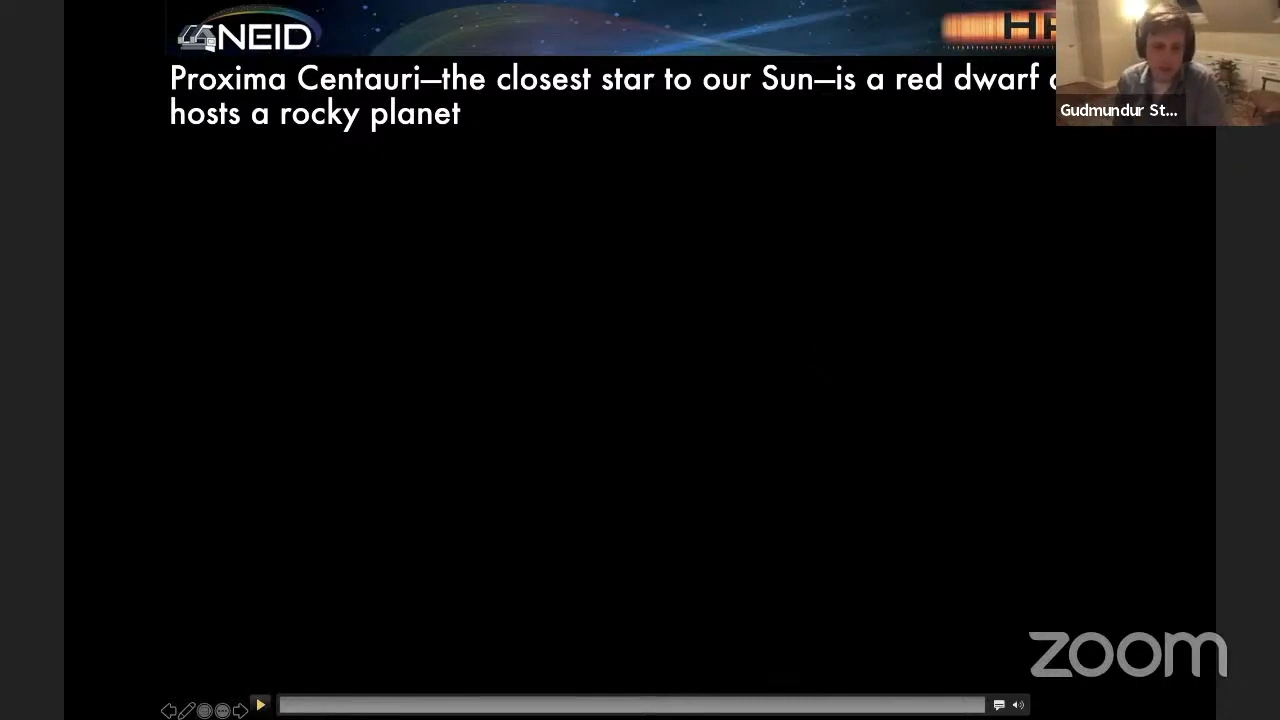 NEID
Proxima Centauri—the closest star to our Sun—is a red dwarf
hosts a rocky planet
Gudmundur St...
zoom